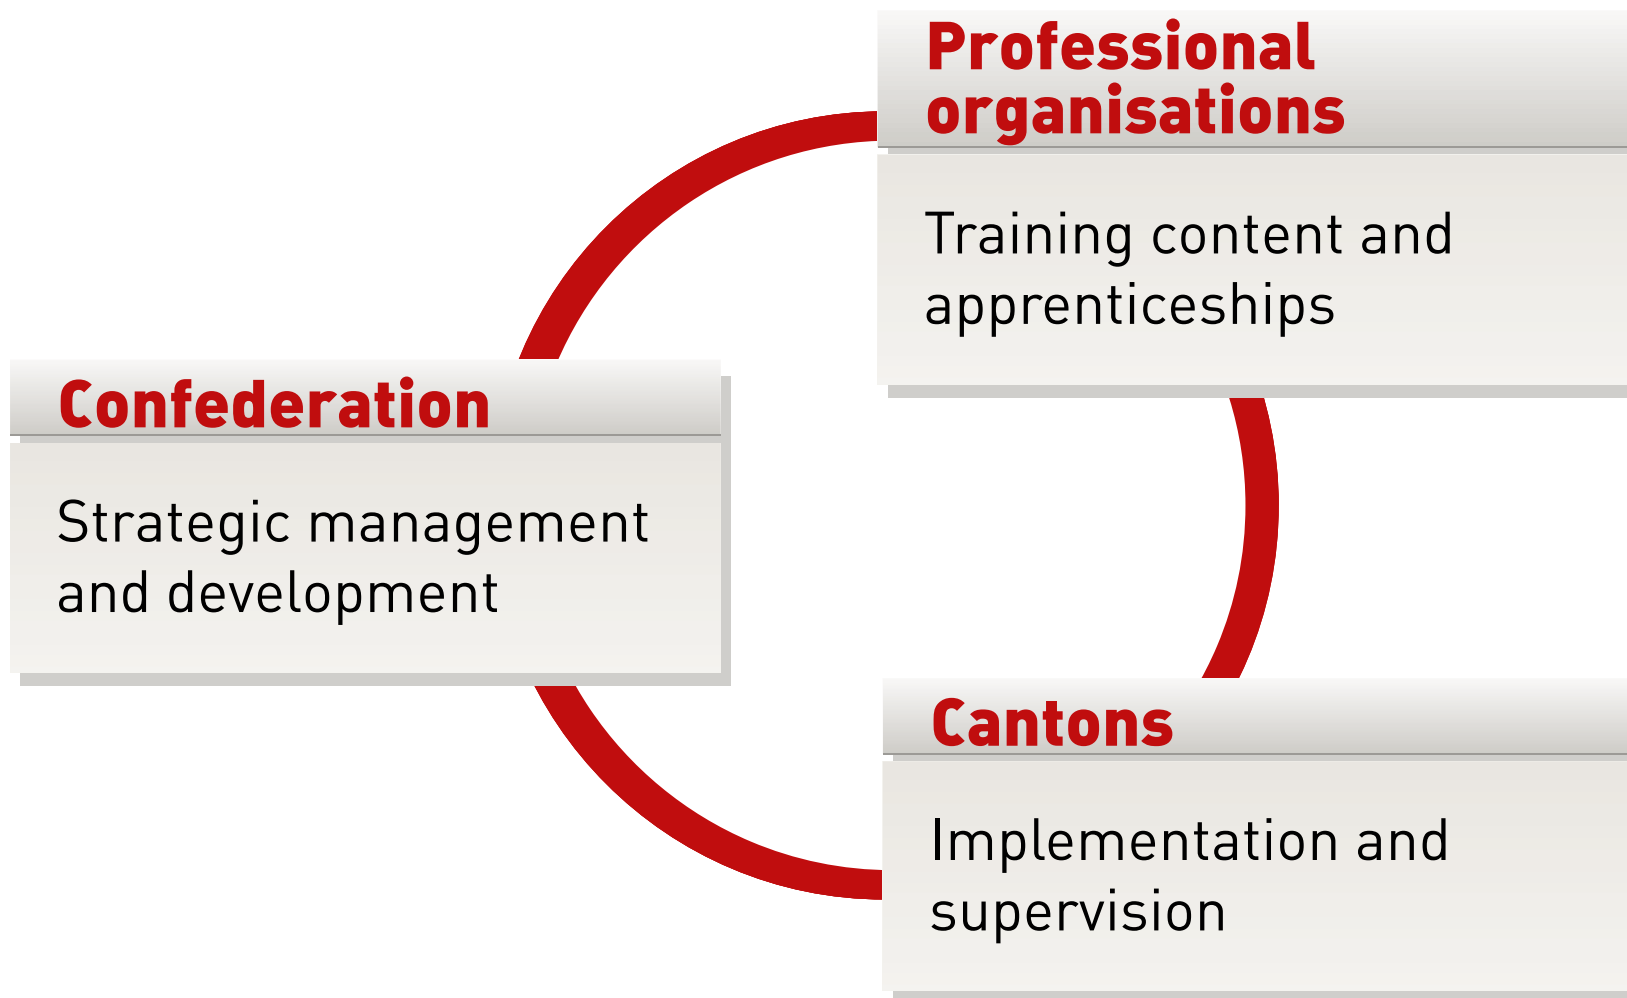 Professional
organisations
Training content and
apprenticeships
Confederation
Strategic management
and development
Cantons
Implementation and
supervision